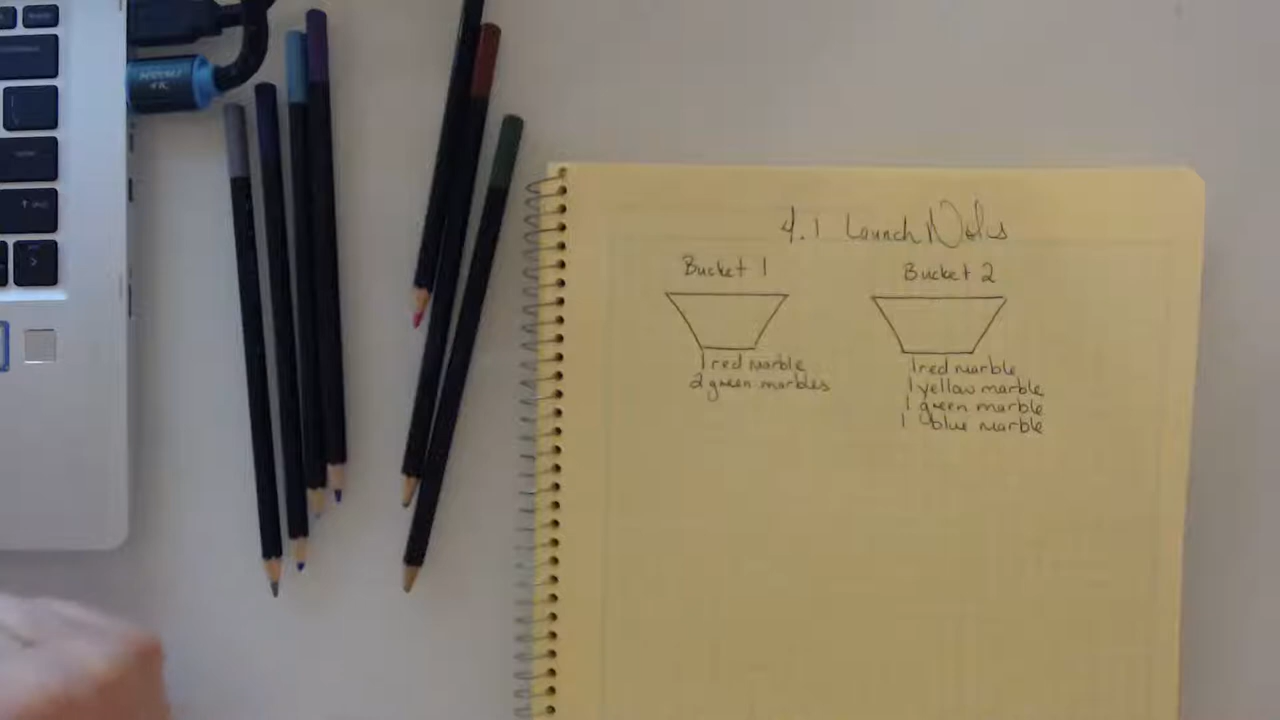 4.1 Launch Notes
Bucket 1
Bucket 2
1 red marble
2 green marbles
1 red marble
1 yellow marble
1 green marble
1 blue marble